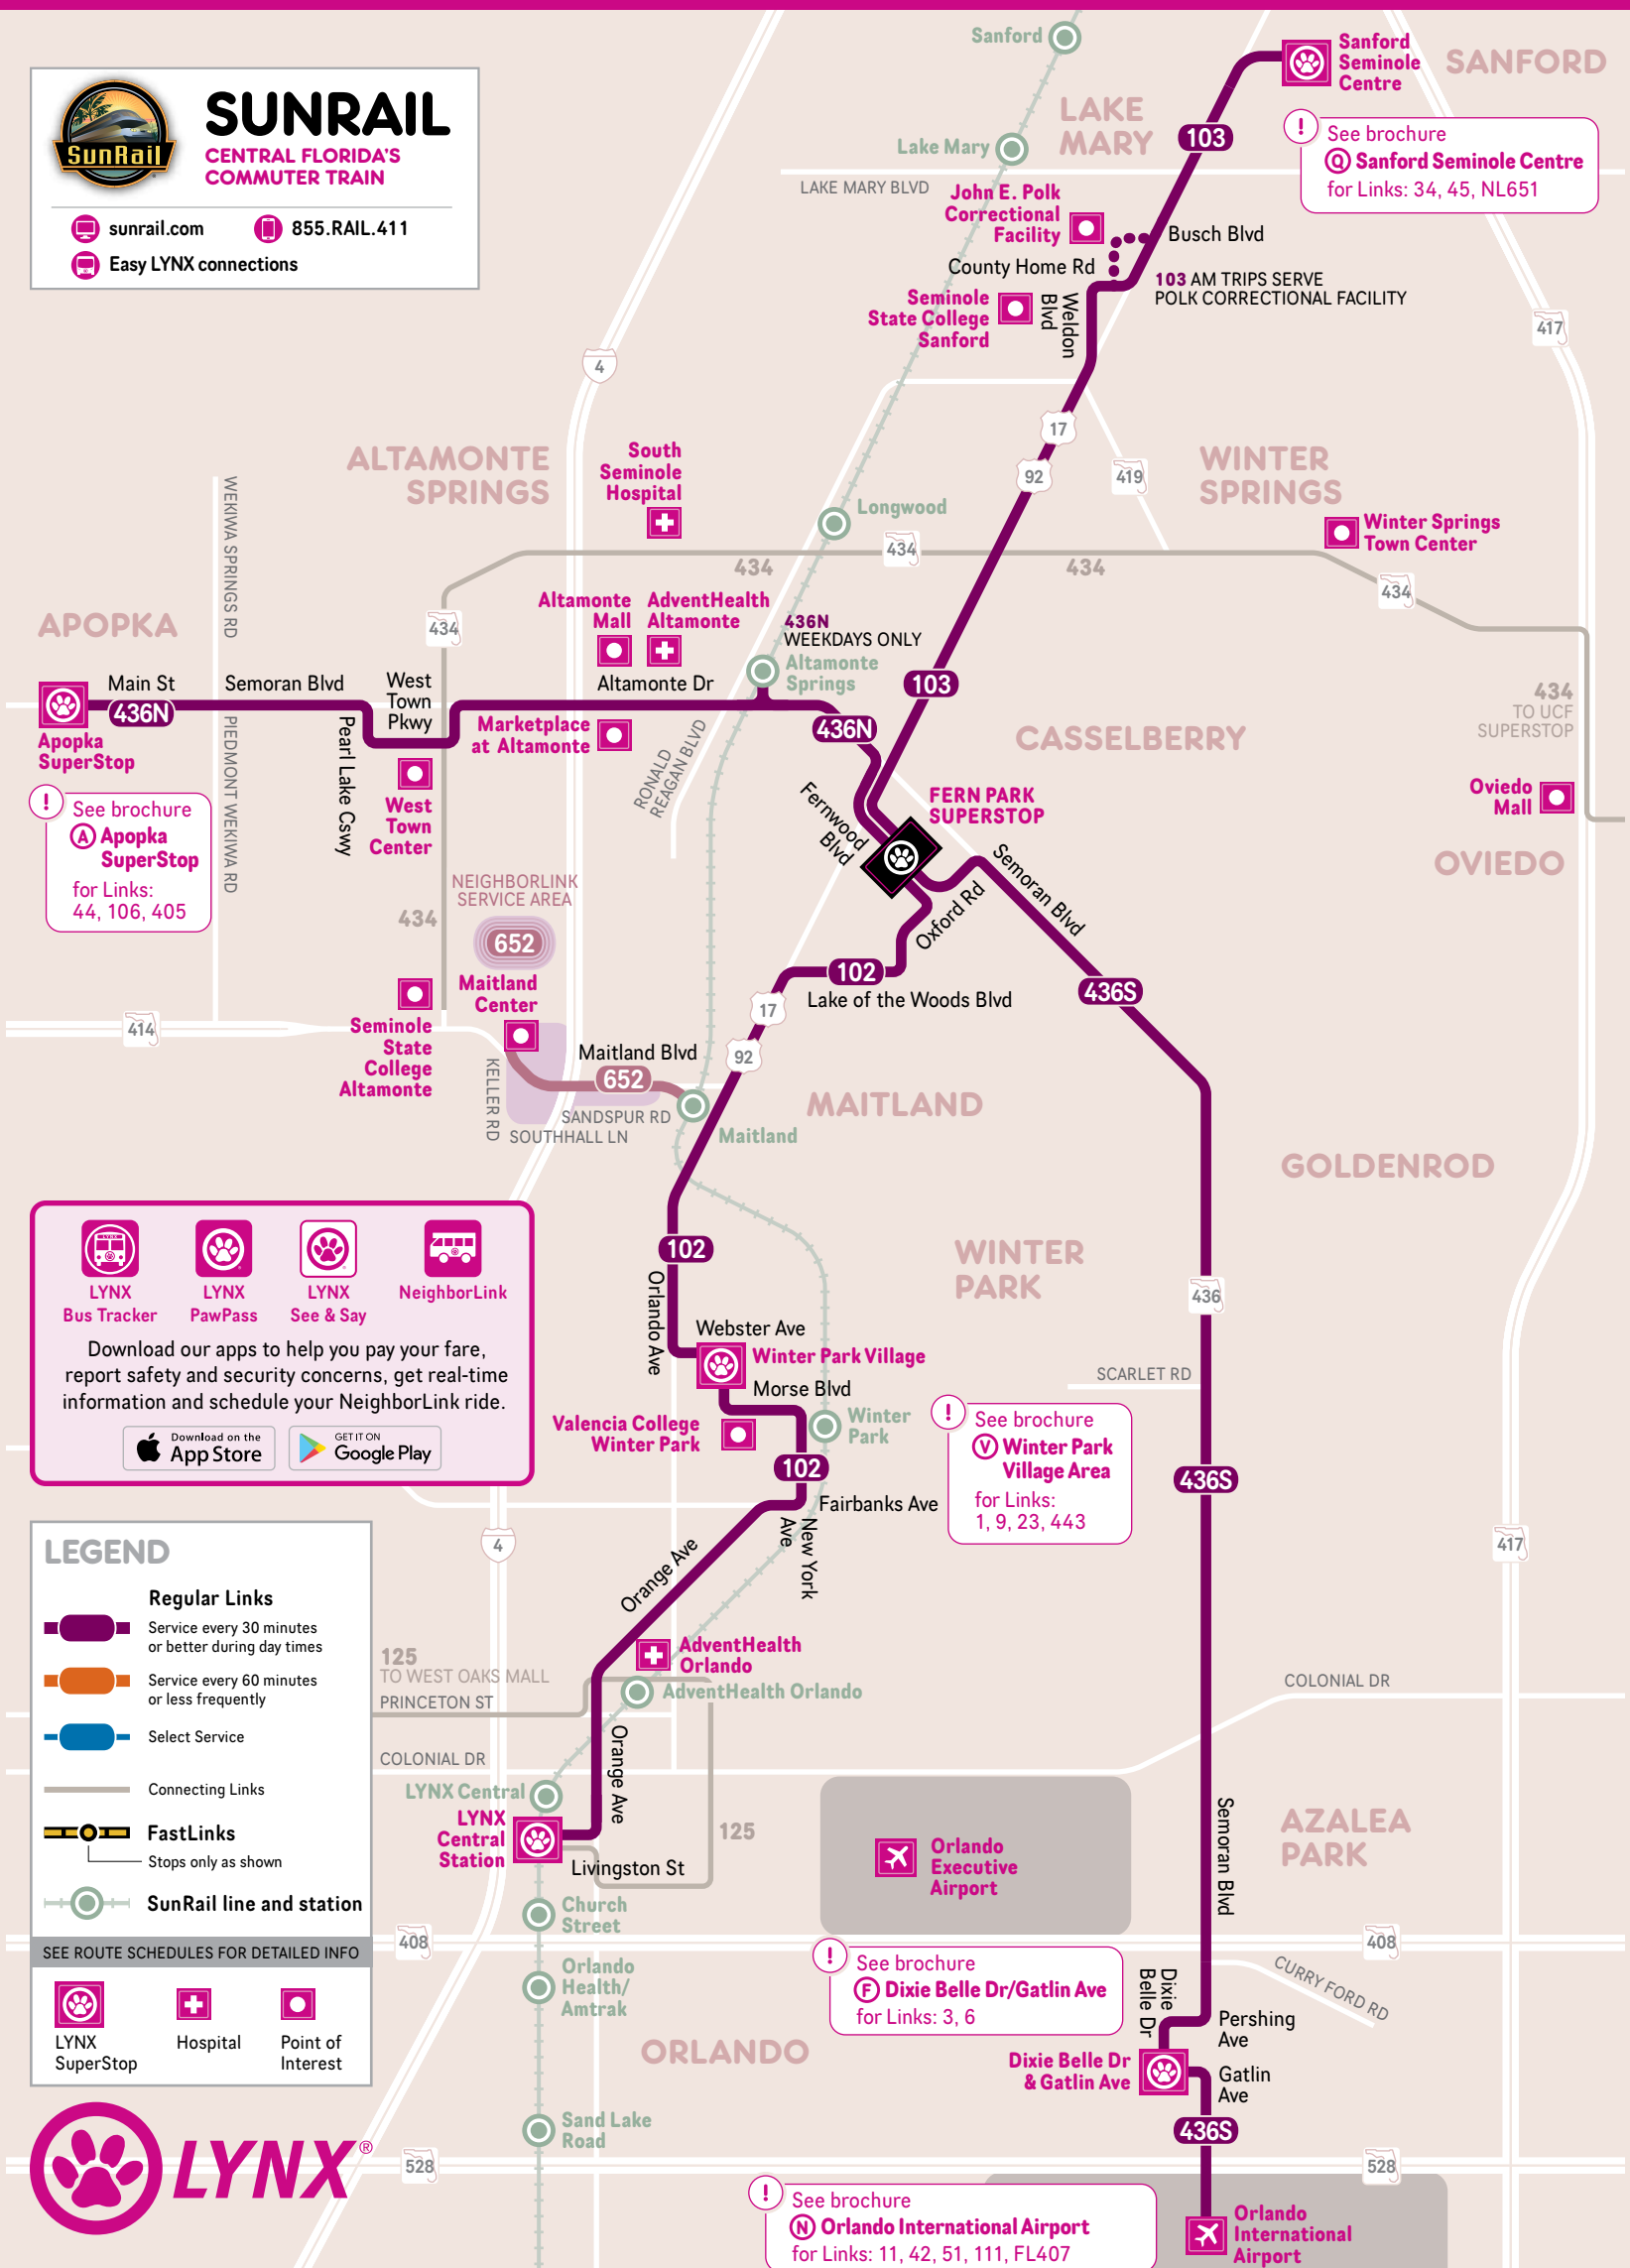 Sanford
Sanford
Seminole
Centre
SANFORD
SunRail
SUNRAIL
CENTRAL FLORIDA'S
COMMUTER TRAIN
sunrail.com
855.RAIL.411
Easy LYNX connections
LAKE
MARY
Lake Mary
103
!
See brochure
Q Sanford Seminole Centre
for Links: 34, 45, NL651
LAKE MARY BLVD
John E. Polk
Correctional
Facility
Busch Blvd
County Home Rd
103 AM TRIPS SERVE
POLK CORRECTIONAL FACILITY
Seminole
State College
Sanford
Weldon
Blvd
417
4
17
92
419
ALTAMONTE
SPRINGS
South
Seminole
Hospital
WINTER
SPRINGS
Longwood
Winter Springs
Town Center
434
434
434
434
WEKIWA SPRINGS RD
APOPKA
434
Altamonte
Mall
AdventHealth
Altamonte
436N
WEEKDAYS ONLY
Altamonte
Springs
103
Main St
Semoran Blvd
West
Town
Pkwy
Altamonte Dr
436N
436N
434
TO UCF
SUPERSTOP
Apopka
SuperStop
Pearl Lake Cswy
PIEDMONT WEKIWA RD
Marketplace
at Altamonte
RONALD
REAGAN BLVD
CASSELBERRY
West
Town
Center
Fernwood
Blvd
FERN PARK
SUPERSTOP
Oviedo
Mall
OVIEDO
!
See brochure
A Apopka
SuperStop
for Links:
44, 106, 405
NEIGHBORLINK
SERVICE AREA
652
434
Semoran Blvd
Oxford Rd
102
Lake of the Woods Blvd
436S
Maitland
Center
17
92
414
Seminole
State
College
Altamonte
Maitland Blvd
652
KELLER RD
SANDSPUR RD
SOUTHHALL LN
Maitland
MAITLAND
GOLDENROD
LYNX
LYNX
Bus Tracker
LYNX
PawPass
LYNX
See & Say
NeighborLink
Download our apps to help you pay your fare,
report safety and security concerns, get real-time
information and schedule your NeighborLink ride.
Download on the
App Store
GET IT ON
Google Play
102
Orlando Ave
WINTER
PARK
436
Webster Ave
Winter Park Village
Morse Blvd
SCARLET RD
Valencia College
Winter Park
Winter
Park
!
See brochure
V Winter Park
Village Area
for Links:
1, 9, 23, 443
102
436S
Fairbanks Ave
New York
Ave
Orange Ave
4
417
LEGEND
Regular Links
Service every 30 minutes
or better during day times
Service every 60 minutes
or less frequently
Select Service
Connecting Links
FastLinks
Stops only as shown
SunRail line and station
SEE ROUTE SCHEDULES FOR DETAILED INFO
LYNX
SuperStop
Hospital
Point of
Interest
125
TO WEST OAKS MALL
PRINCETON ST
AdventHealth
Orlando
AdventHealth Orlando
COLONIAL DR
COLONIAL DR
Orange Ave
LYNX Central
LYNX
Central
Station
125
Livingston St
Orlando
Executive
Airport
Semoran Blvd
AZALEA
PARK
Church
Street
408
408
Orlando
Health/
Amtrak
!
See brochure
F Dixie Belle Dr/Gatlin Ave
for Links: 3, 6
CURRY FORD RD
Dixie
Belle Dr
Pershing
Ave
ORLANDO
Dixie Belle Dr
& Gatlin Ave
Gatlin
Ave
Sand Lake
Road
436S
LYNX®
528
528
!
See brochure
N Orlando International Airport
for Links: 11, 42, 51, 111, FL407
Orlando
International
Airport